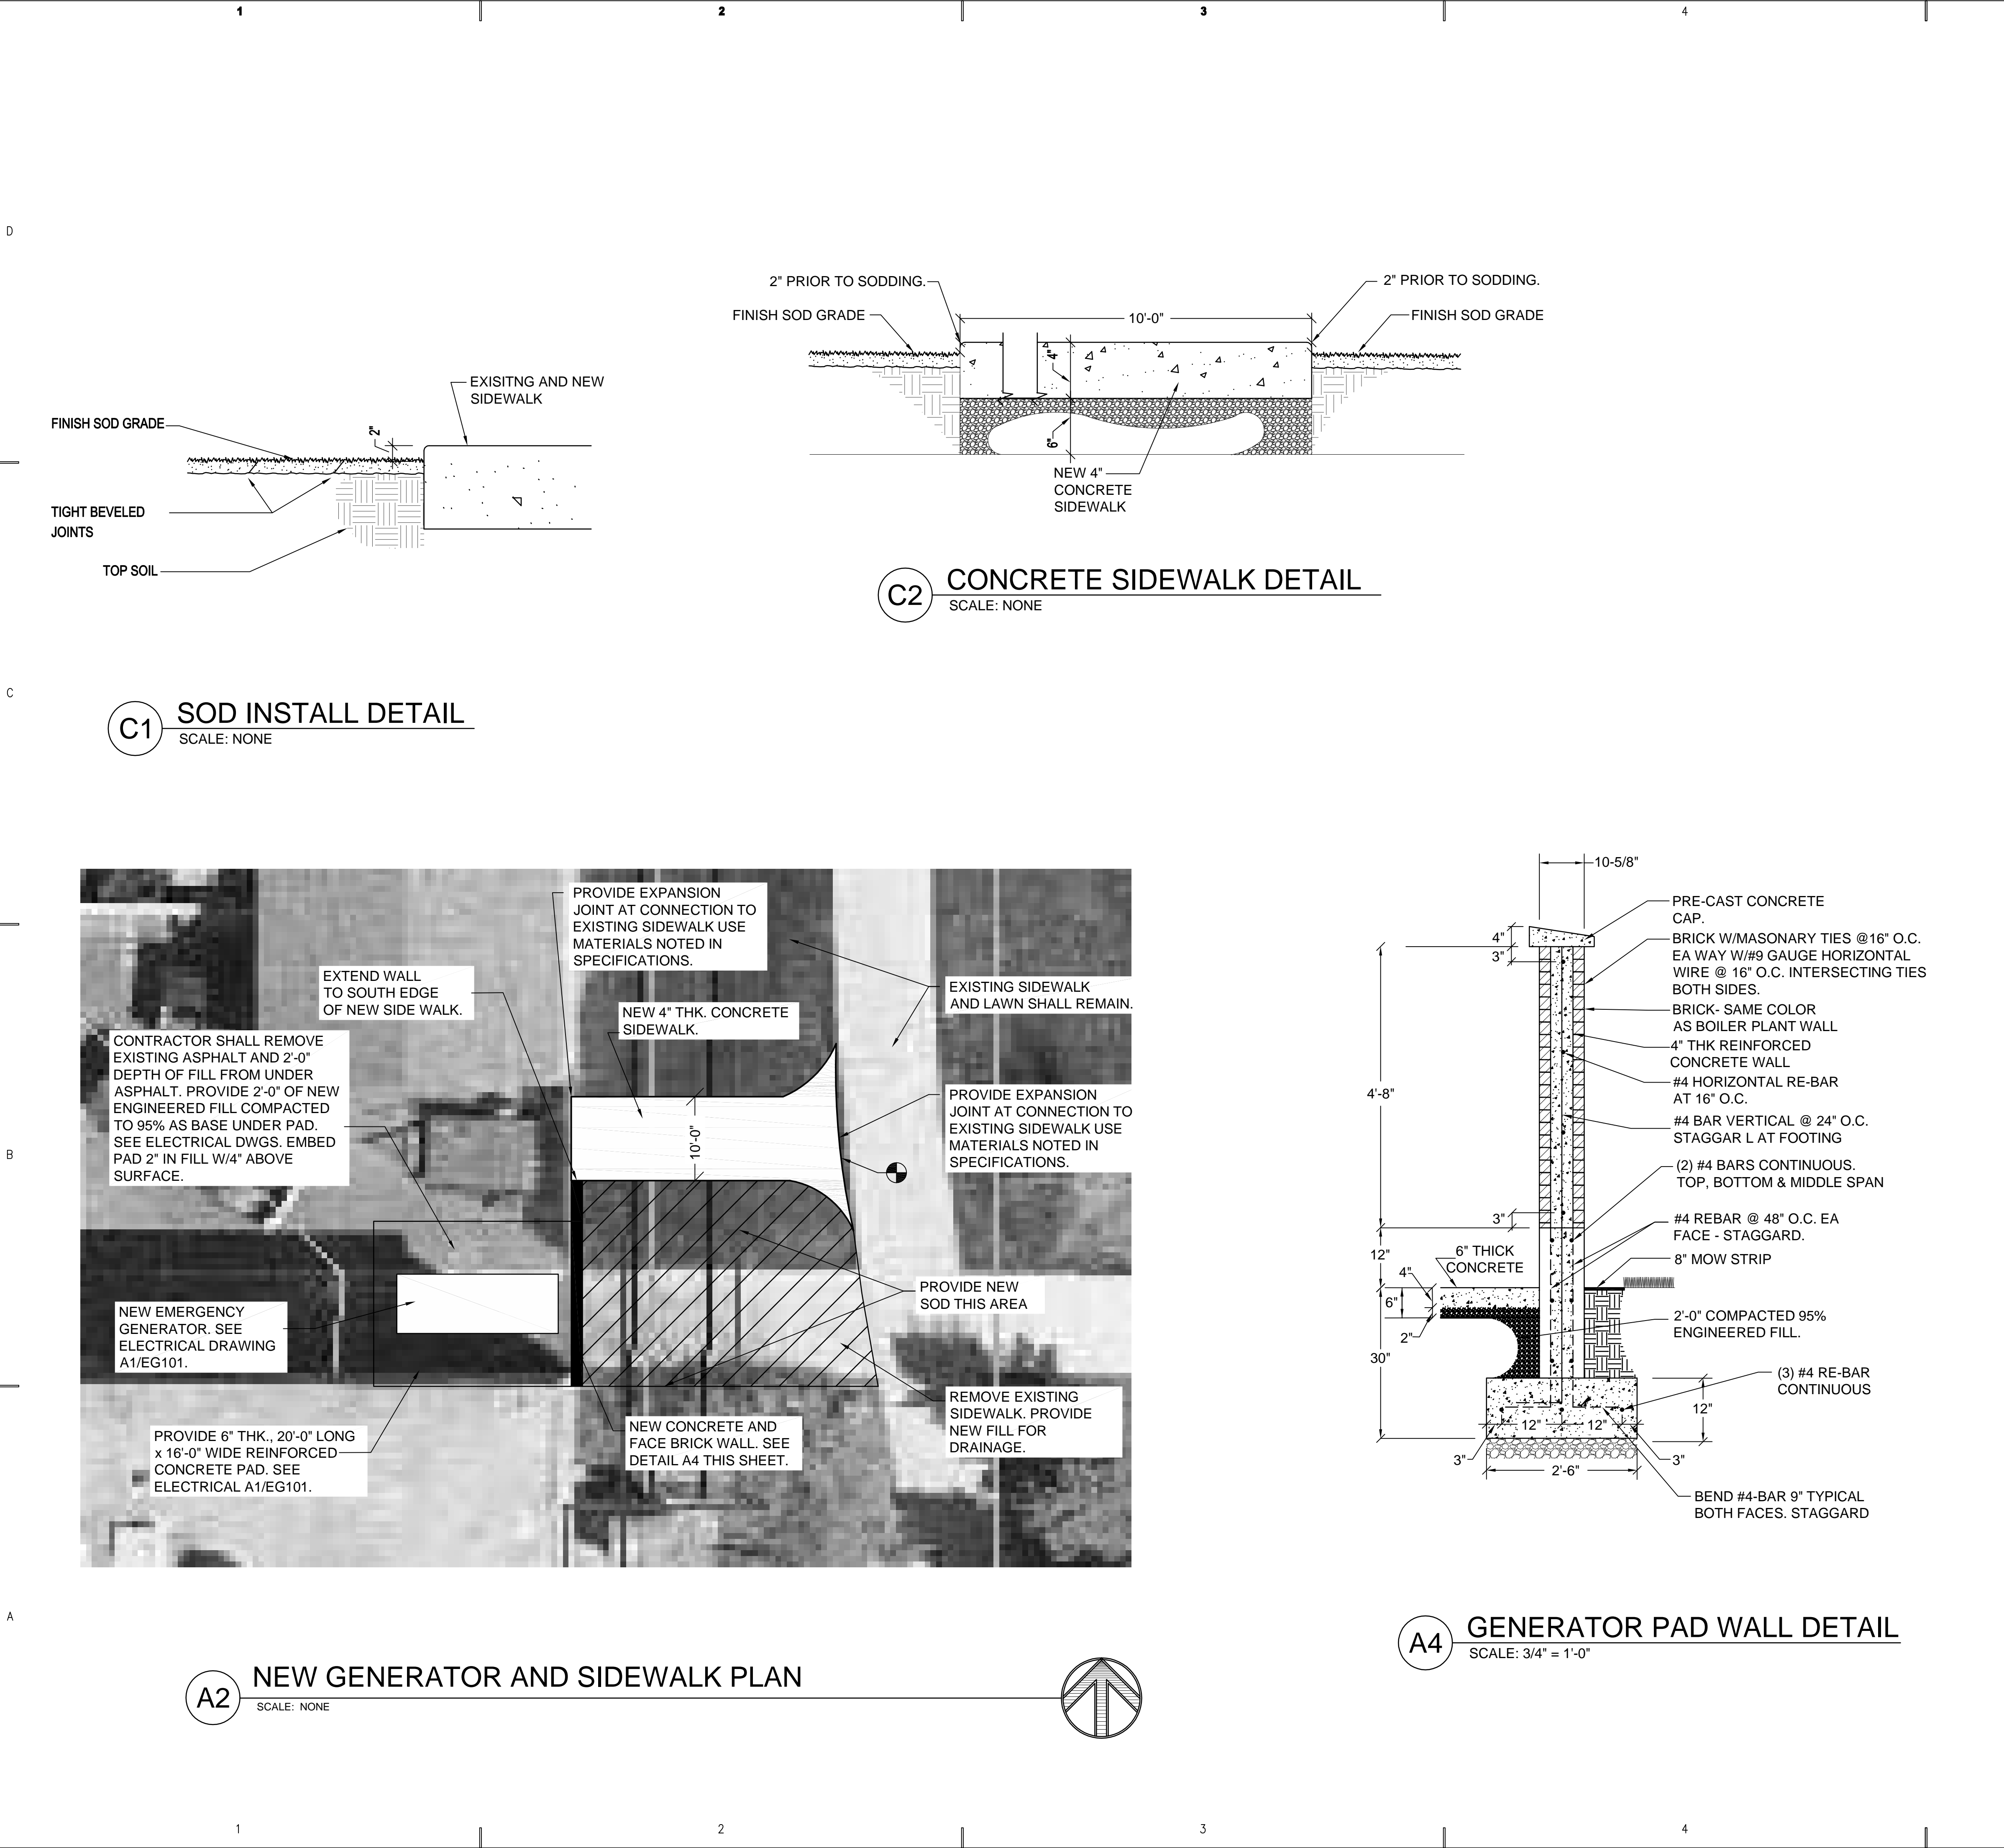 1
2
3
4
D
2" PRIOR TO SODDING.
2" PRIOR TO SODDING.
FINISH SOD GRADE
10'-0"
FINISH SOD GRADE
4"
EXISITNG AND NEW
SIDEWALK
FINISH SOD GRADE
2"
6"
NEW 4"
CONCRETE
SIDEWALK
TIGHT BEVELED
JOINTS
TOP SOIL
C2
CONCRETE SIDEWALK DETAIL
SCALE: NONE
C
C1
SOD INSTALL DETAIL
SCALE: NONE
PROVIDE EXPANSION
JOINT AT CONNECTION TO
EXISTING SIDEWALK USE
MATERIALS NOTED IN
SPECIFICATIONS.
EXTEND WALL
TO SOUTH EDGE
OF NEW SIDE WALK.
EXISTING SIDEWALK
AND LAWN SHALL REMAIN.
NEW 4" THK. CONCRETE
SIDEWALK.
CONTRACTOR SHALL REMOVE
EXISTING ASPHALT AND 2'-0"
DEPTH OF FILL FROM UNDER
ASPHALT. PROVIDE 2'-0" OF NEW
ENGINEERED FILL COMPACTED
TO 95% AS BASE UNDER PAD.
SEE ELECTRICAL DWGS. EMBED
PAD 2" IN FILL W/4" ABOVE
SURFACE.
PROVIDE EXPANSION
JOINT AT CONNECTION TO
EXISTING SIDEWALK USE
MATERIALS NOTED IN
SPECIFICATIONS.
10'-0"
B
PROVIDE NEW
SOD THIS AREA
NEW EMERGENCY
GENERATOR. SEE
ELECTRICAL DRAWING
A1/EG101.
REMOVE EXISTING
SIDEWALK. PROVIDE
NEW FILL FOR
DRAINAGE.
NEW CONCRETE AND
FACE BRICK WALL. SEE
DETAIL A4 THIS SHEET.
PROVIDE 6" THK., 20'-0" LONG
x 16'-0" WIDE REINFORCED
CONCRETE PAD. SEE
ELECTRICAL A1/EG101.
10-5/8"
PRE-CAST CONCRETE
CAP.
4"
3"
BRICK W/MASONARY TIES @16" O.C.
EA WAY W/#9 GAUGE HORIZONTAL
WIRE @ 16" O.C. INTERSECTING TIES
BOTH SIDES.
BRICK- SAME COLOR
AS BOILER PLANT WALL
4" THK REINFORCED
CONCRETE WALL
#4 HORIZONTAL RE-BAR
AT 16" O.C.
4'-8"
#4 BAR VERTICAL @ 24" O.C.
STAGGAR L AT FOOTING
(2) #4 BARS CONTINUOUS.
TOP, BOTTOM & MIDDLE SPAN
3"
#4 REBAR @ 48" O.C. EA
FACE - STAGGARD.
12"
6" THICK
CONCRETE
8" MOW STRIP
4"
6"
2"
2'-0" COMPACTED 95%
ENGINEERED FILL.
30"
(3) #4 RE-BAR
CONTINUOUS
12"
12"
12"
3"
3"
2'-6"
BEND #4-BAR 9" TYPICAL
BOTH FACES. STAGGARD
A
A4
GENERATOR PAD WALL DETAIL
SCALE: 3/4" = 1'-0"
A2
NEW GENERATOR AND SIDEWALK PLAN
SCALE: NONE
1
2
3
4